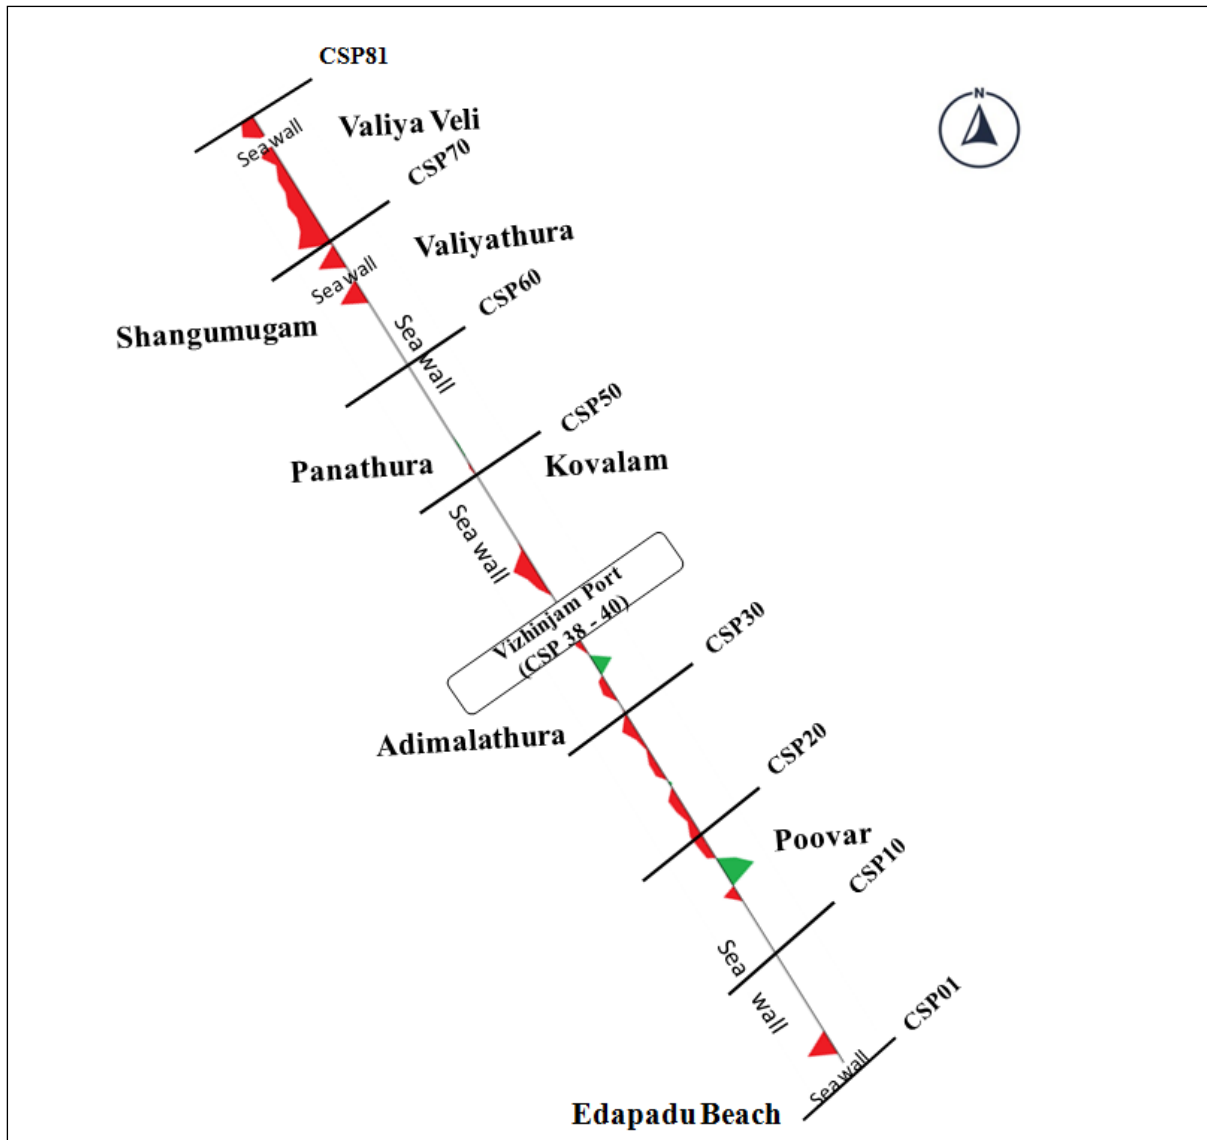 CSP81
N
Valiya Veli
Sea wall
CSP70
Valiyathura
Sea wall
CSP60
Shangumugam
Sea wall
CSP50
Panathura
Kovalam
Sea wall
Vizhinjam Port
(CSP 38 - 40)
CSP30
Adimalathura
CSP20
Poovar
CSP10
Sea wall
CSP01
Sea wall
Edapadu Beach